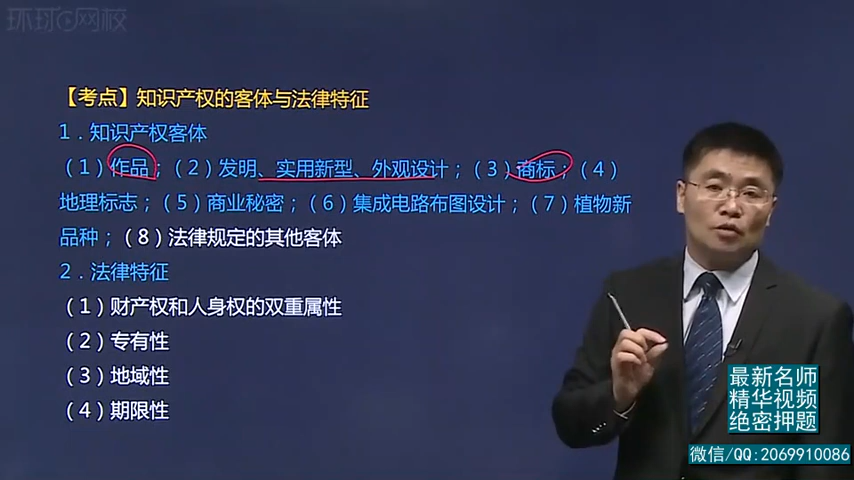 环球网校
【考点】知识产权的客体与法律特征
1.知识产权客体
（1）作品；（2）发明、实用新型、外观设计；（3）商标；（4）
地理标志；（5）商业秘密；（6）集成电路布图设计；（7）植物新
品种；（8）法律规定的其他客体
2.法律特征
（1）财产权和人身权的双重属性
（2）专有性
（3）地域性
（4）期限性
最新名师
精华视频
绝密押题
微信/QQ:2069910086